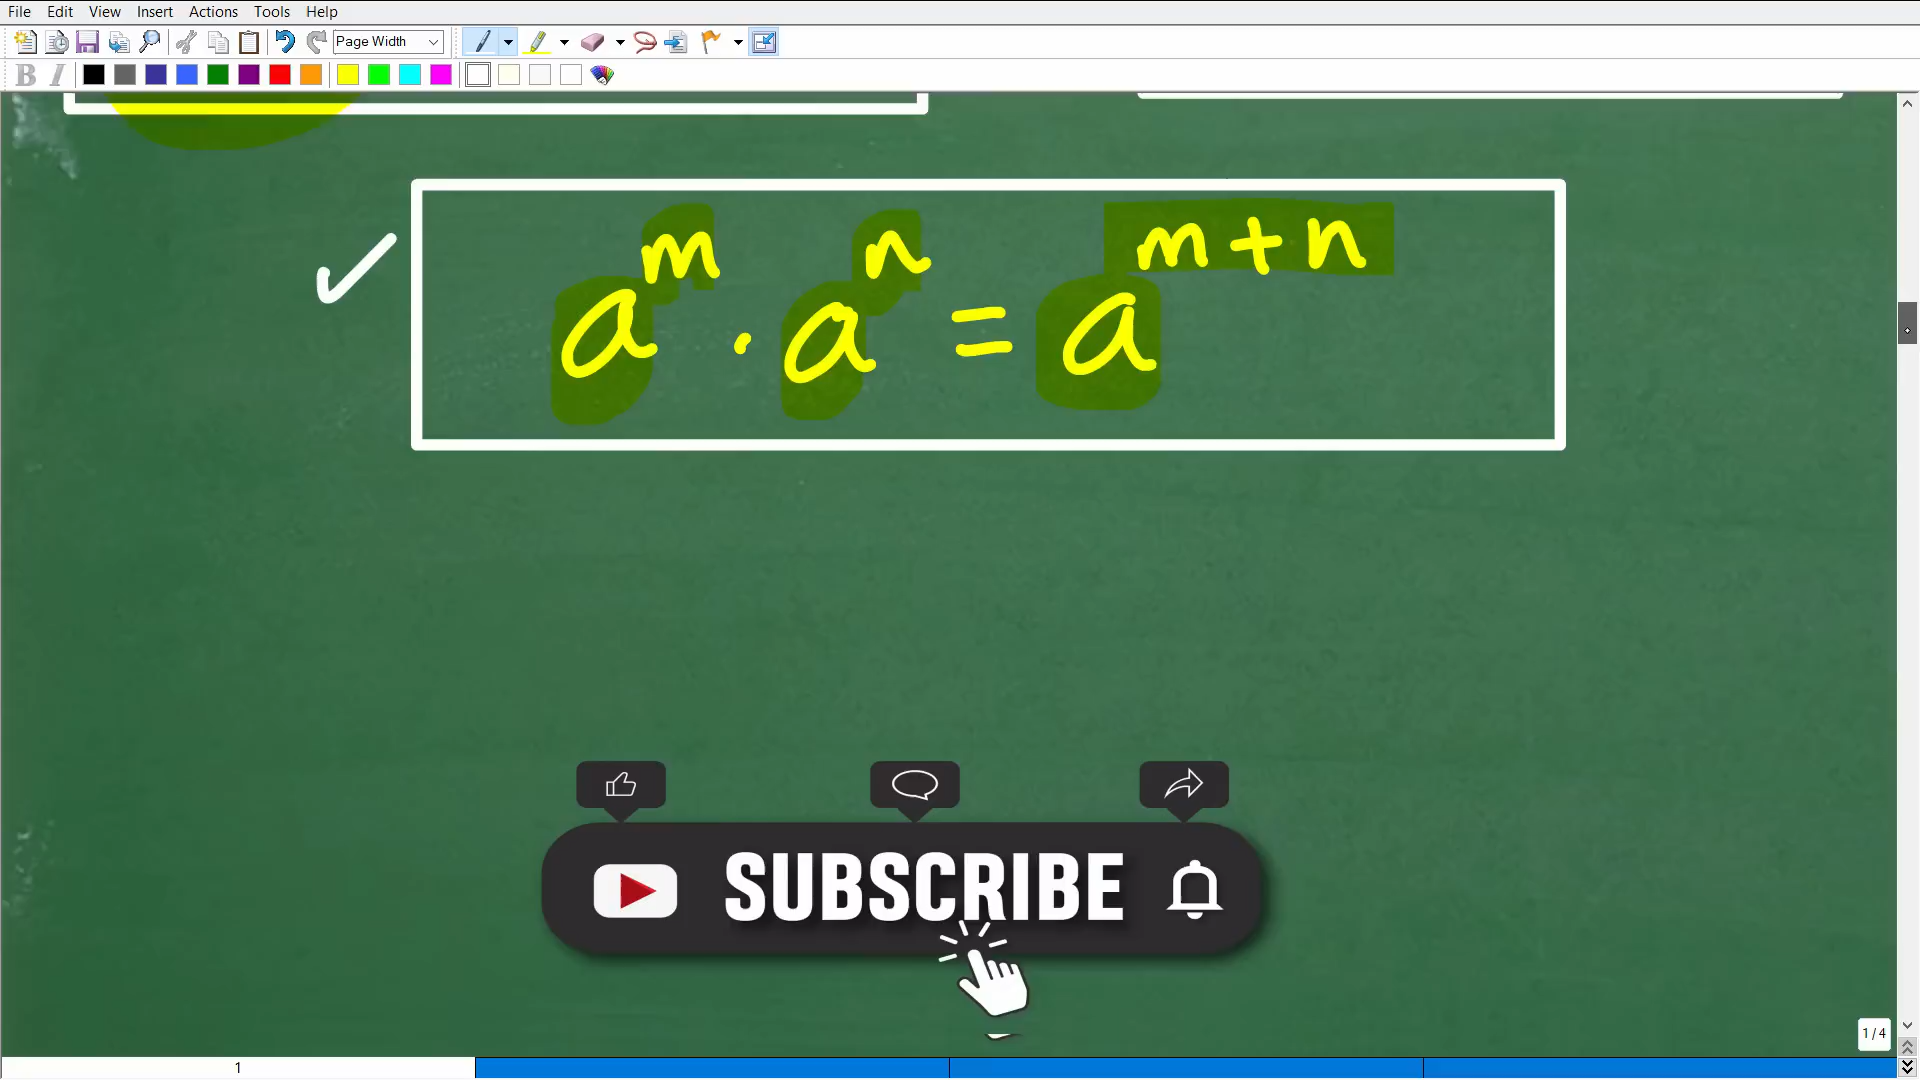 File Edit View Insert Actions Tools Help
Page Width
B I
a^m · a^n = a^(m+n)
SUBSCRIBE
1 / 4
1